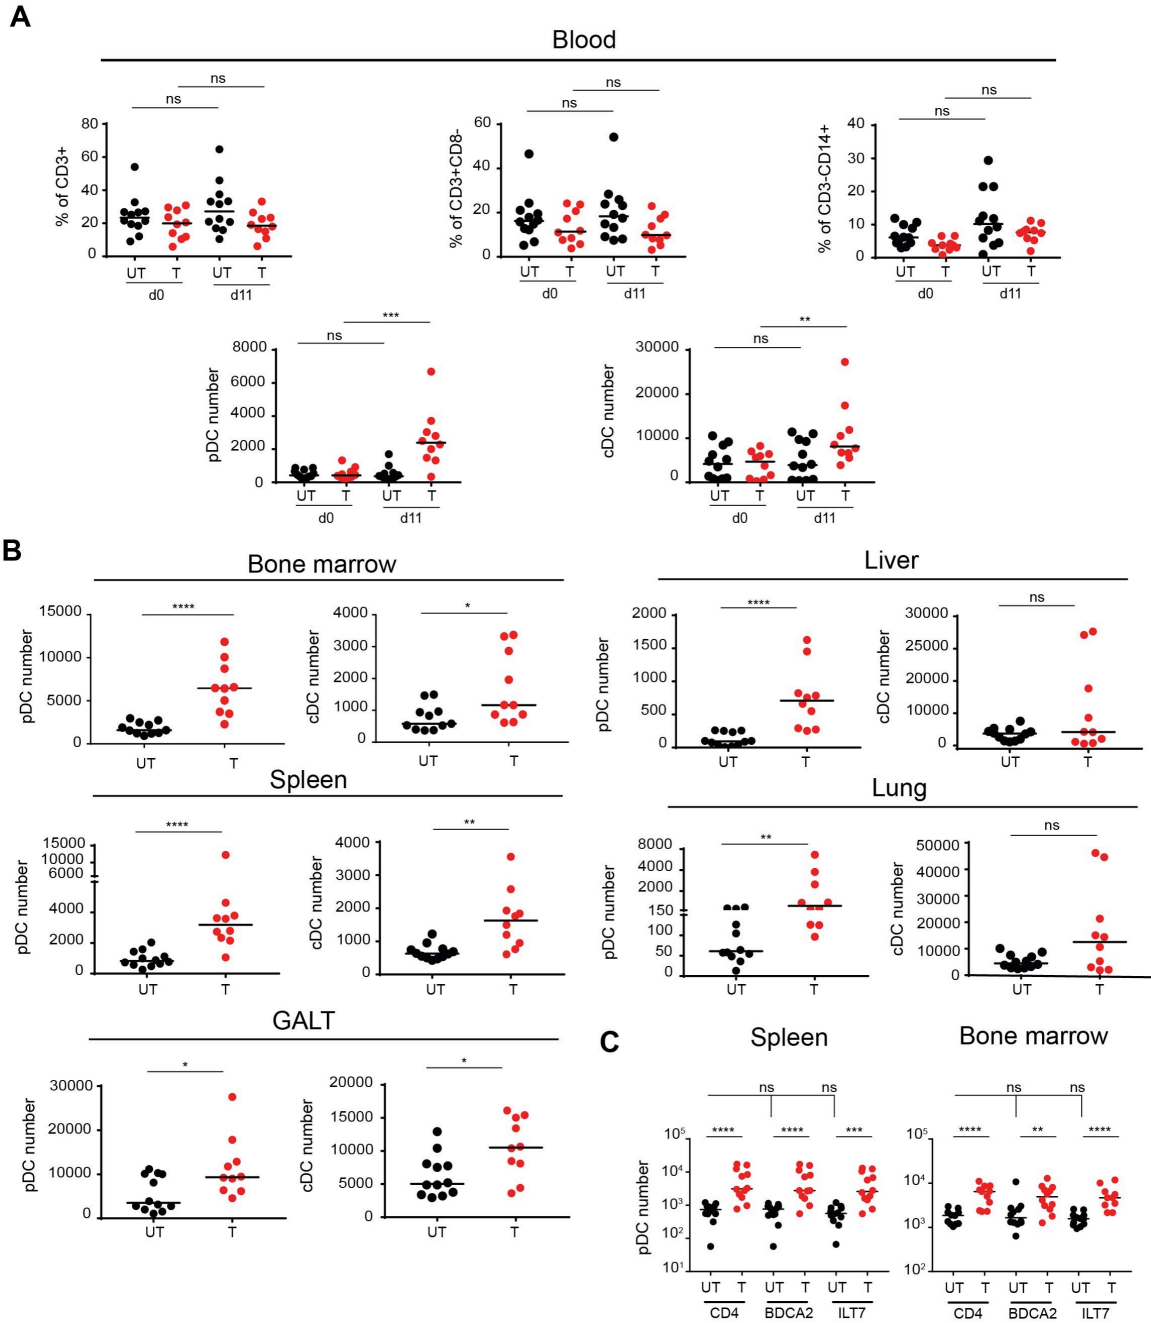 A
Blood
ns
ns
% of CD3+
80
60
40
20
0
UT T UT T
d0 d11
ns
ns
% of CD3+CD8-
60
40
20
0
UT T UT T
d0 d11
ns
ns
% of CD3-CD14+
40
30
20
10
0
UT T UT T
d0 d11
***
ns
pDC number
8000
6000
4000
2000
0
UT T UT T
d0 d11
**
ns
cDC number
30000
20000
10000
0
UT T UT T
d0 d11
B
Bone marrow
****
pDC number
15000
10000
5000
0
UT T
*
cDC number
4000
3000
2000
1000
0
UT T
Liver
****
pDC number
2000
1500
1000
500
0
UT T
ns
cDC number
30000
25000
20000
10000
0
UT T
Spleen
****
pDC number
15000
10000
6000
4000
2000
0
UT T
**
cDC number
4000
3000
2000
1000
0
UT T
Lung
**
pDC number
8000
4000
2000
150
100
50
0
UT T
ns
cDC number
50000
40000
30000
20000
10000
0
UT T
GALT
*
pDC number
30000
20000
10000
0
UT T
*
cDC number
20000
15000
10000
5000
0
UT T
C
Spleen
ns ns
**** **** ***
pDC number
10⁵
10⁴
10³
10²
10¹
UT T UT T UT T
CD4 BDCA2 ILT7
Bone marrow
ns ns
**** ** ****
10⁵
10⁴
10³
10²
UT T UT T UT T
CD4 BDCA2 ILT7